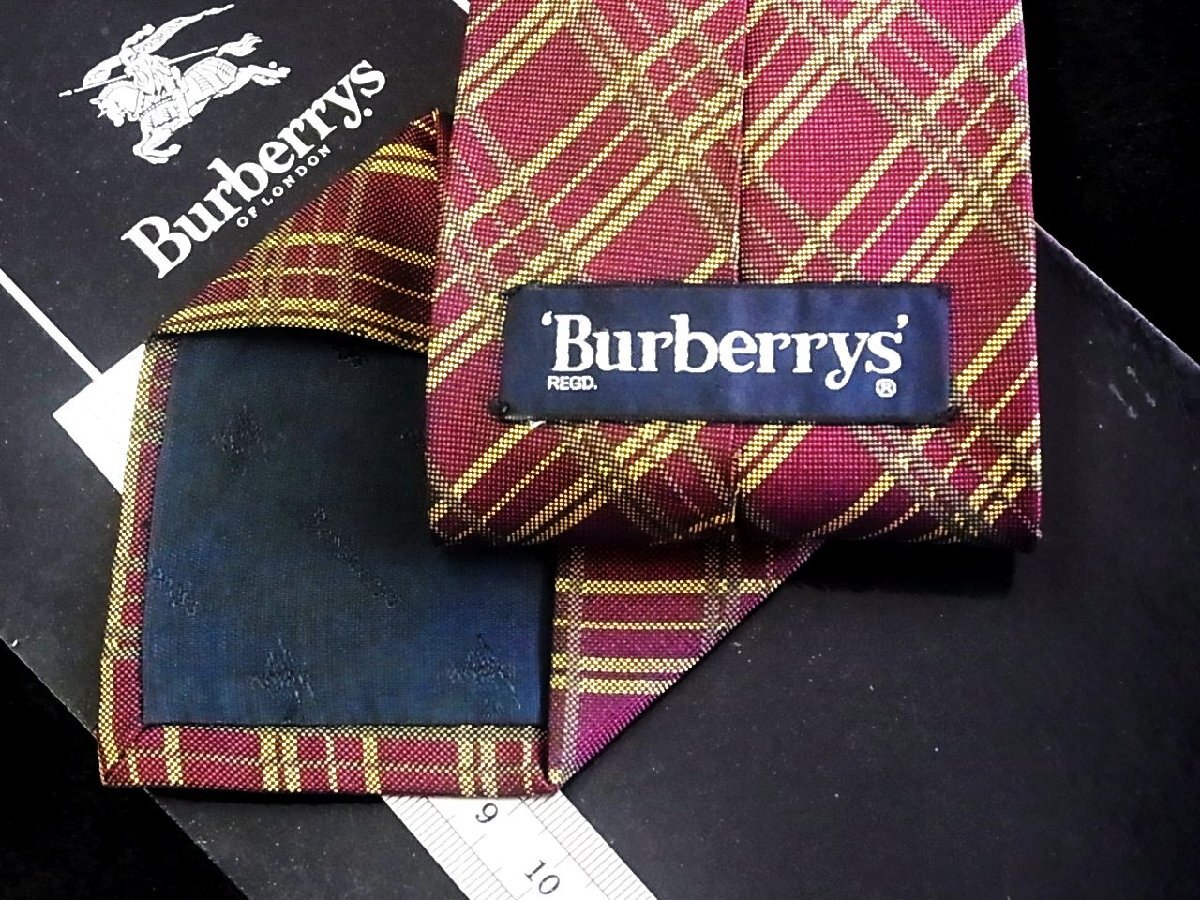 Burberrys
OF LONDON
‘Burberrys’
REGD. ®
9
10